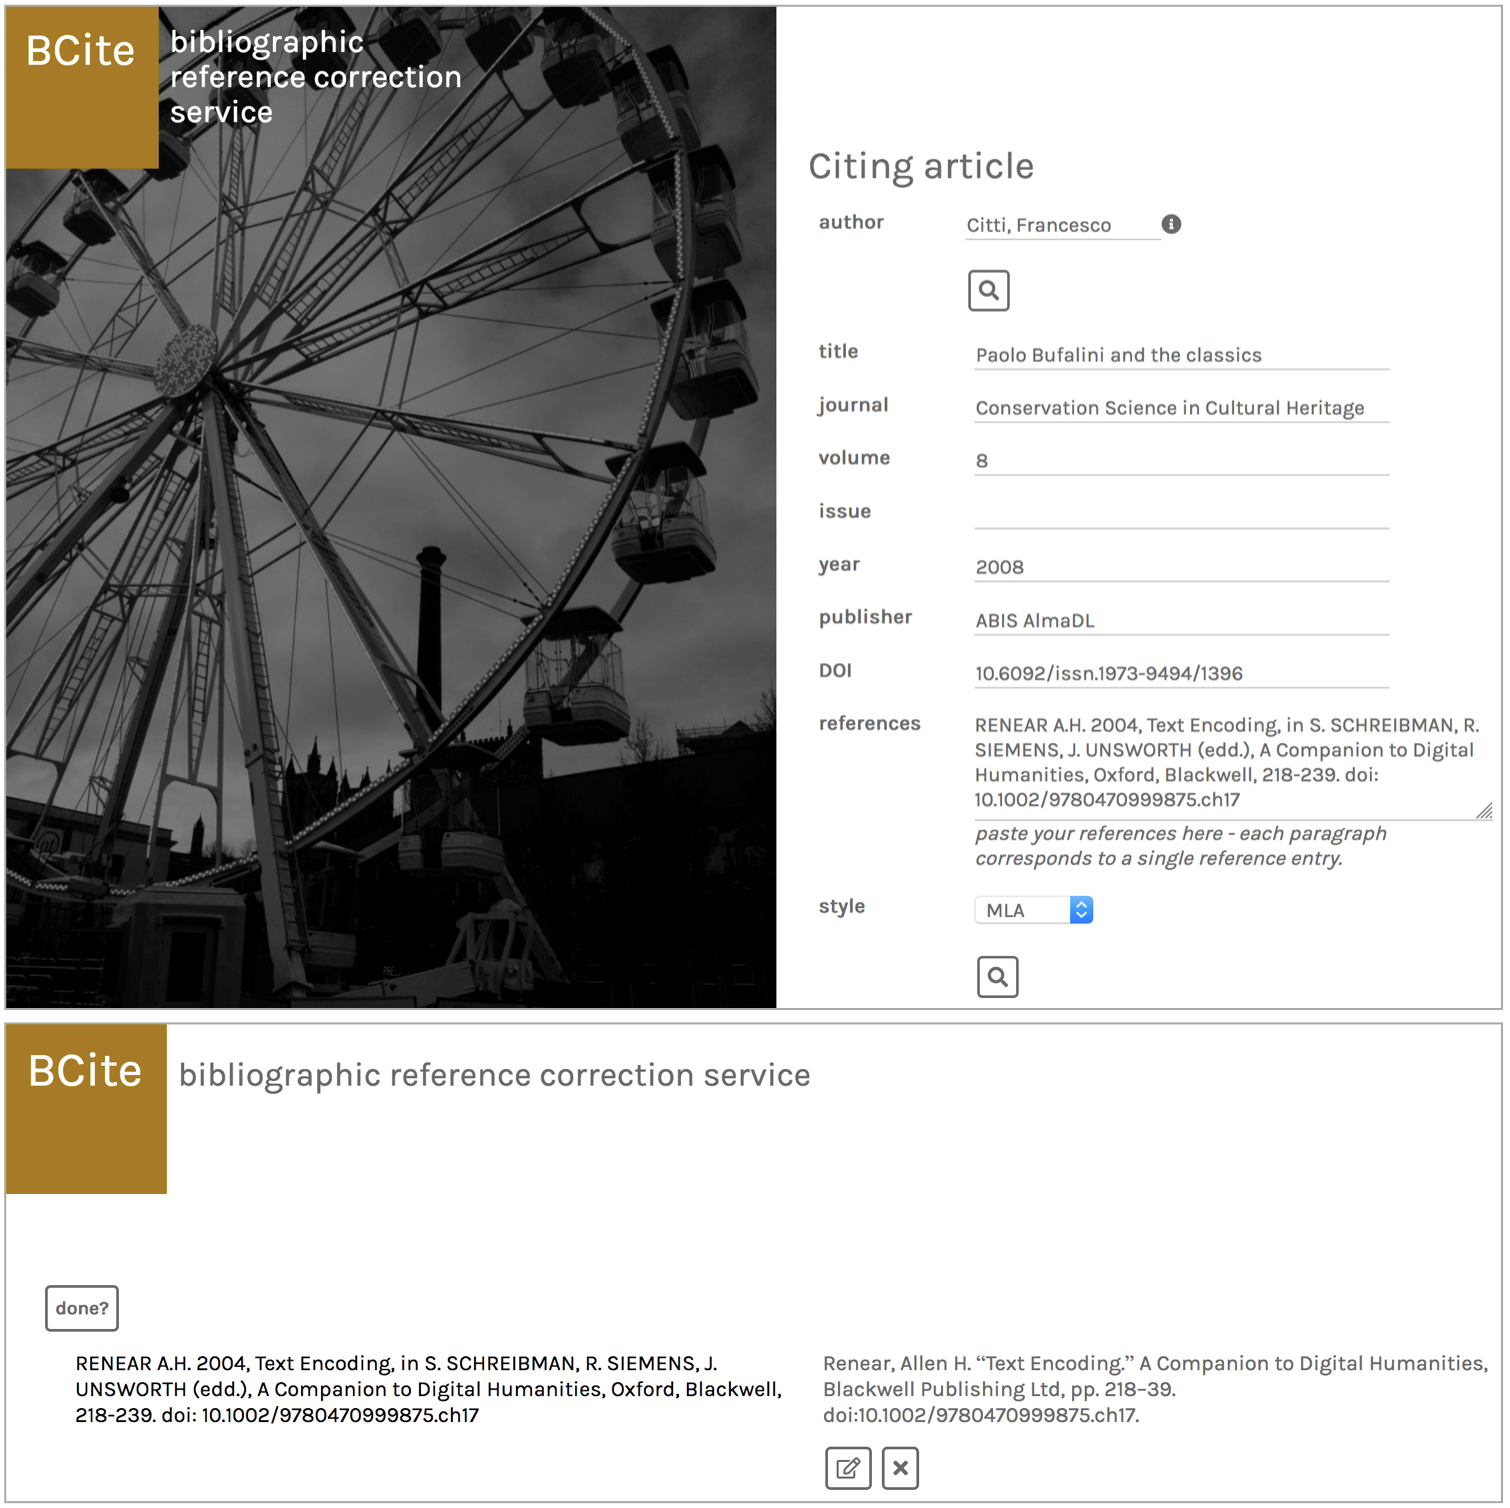 BCite
bibliographic
reference correction
service
Citing article
author
Citti, Francesco
title
Paolo Bufalini and the classics
journal
Conservation Science in Cultural Heritage
volume
8
issue
year
2008
publisher
ABIS AlmaDL
DOI
10.6092/issn.1973-9494/1396
references
RENEAR A.H. 2004, Text Encoding, in S. SCHREIBMAN, R.
SIEMENS, J. UNSWORTH (edd.), A Companion to Digital
Humanities, Oxford, Blackwell, 218-239. doi:
10.1002/9780470999875.ch17
paste your references here - each paragraph
corresponds to a single reference entry.
style
MLA
BCite
bibliographic reference correction service
done?
RENEAR A.H. 2004, Text Encoding, in S. SCHREIBMAN, R. SIEMENS, J.
UNSWORTH (edd.), A Companion to Digital Humanities, Oxford, Blackwell,
218-239. doi: 10.1002/9780470999875.ch17
Renear, Allen H. “Text Encoding.” A Companion to Digital Humanities,
Blackwell Publishing Ltd, pp. 218–39.
doi:10.1002/9780470999875.ch17.